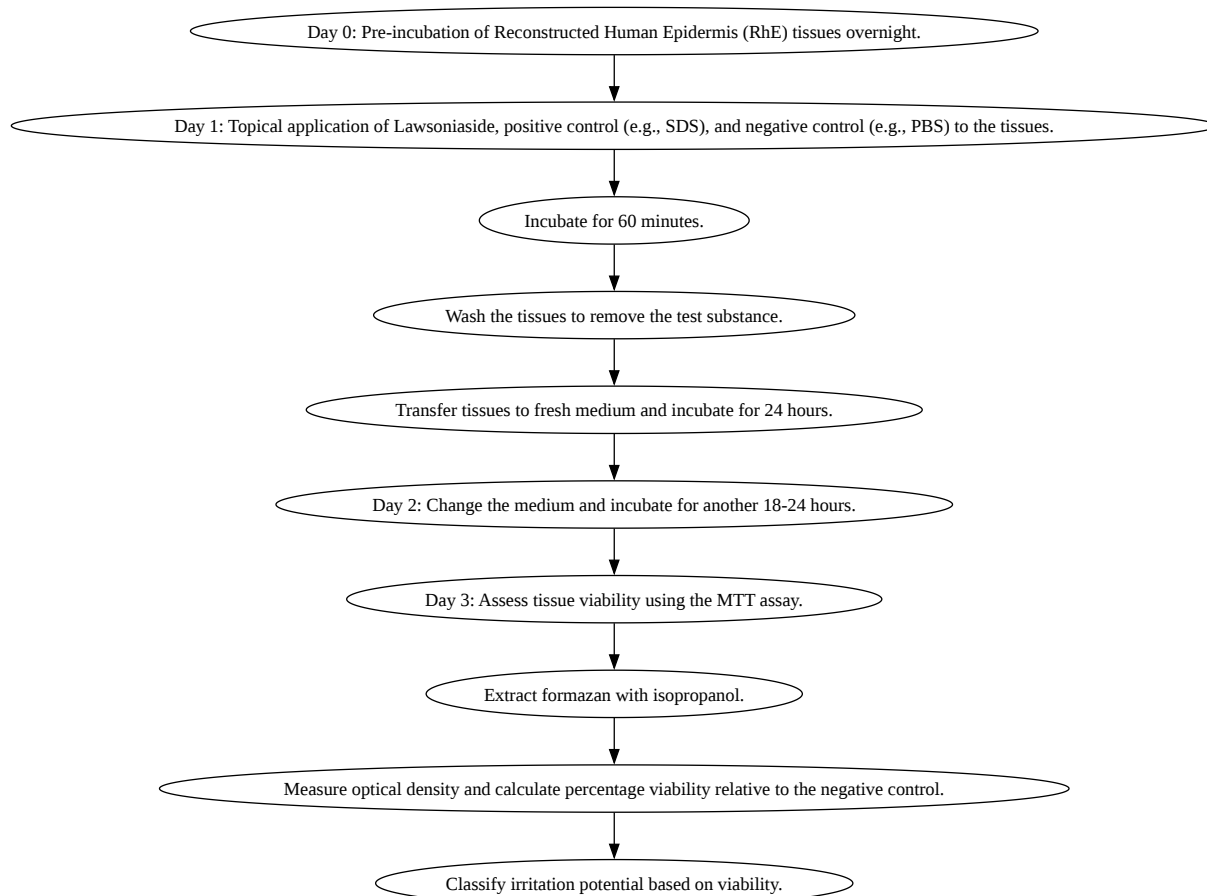 Day 0: Pre-incubation of Reconstructed Human Epidermis (RhE) tissues overnight.
Day 1: Topical application of Lawsoniaside, positive control (e.g., SDS), and negative control (e.g., PBS) to the tissues.
Incubate for 60 minutes.
Wash the tissues to remove the test substance.
Transfer tissues to fresh medium and incubate for 24 hours.
Day 2: Change the medium and incubate for another 18-24 hours.
Day 3: Assess tissue viability using the MTT assay.
Extract formazan with isopropanol.
Measure optical density and calculate percentage viability relative to the negative control.
Classify irritation potential based on viability.